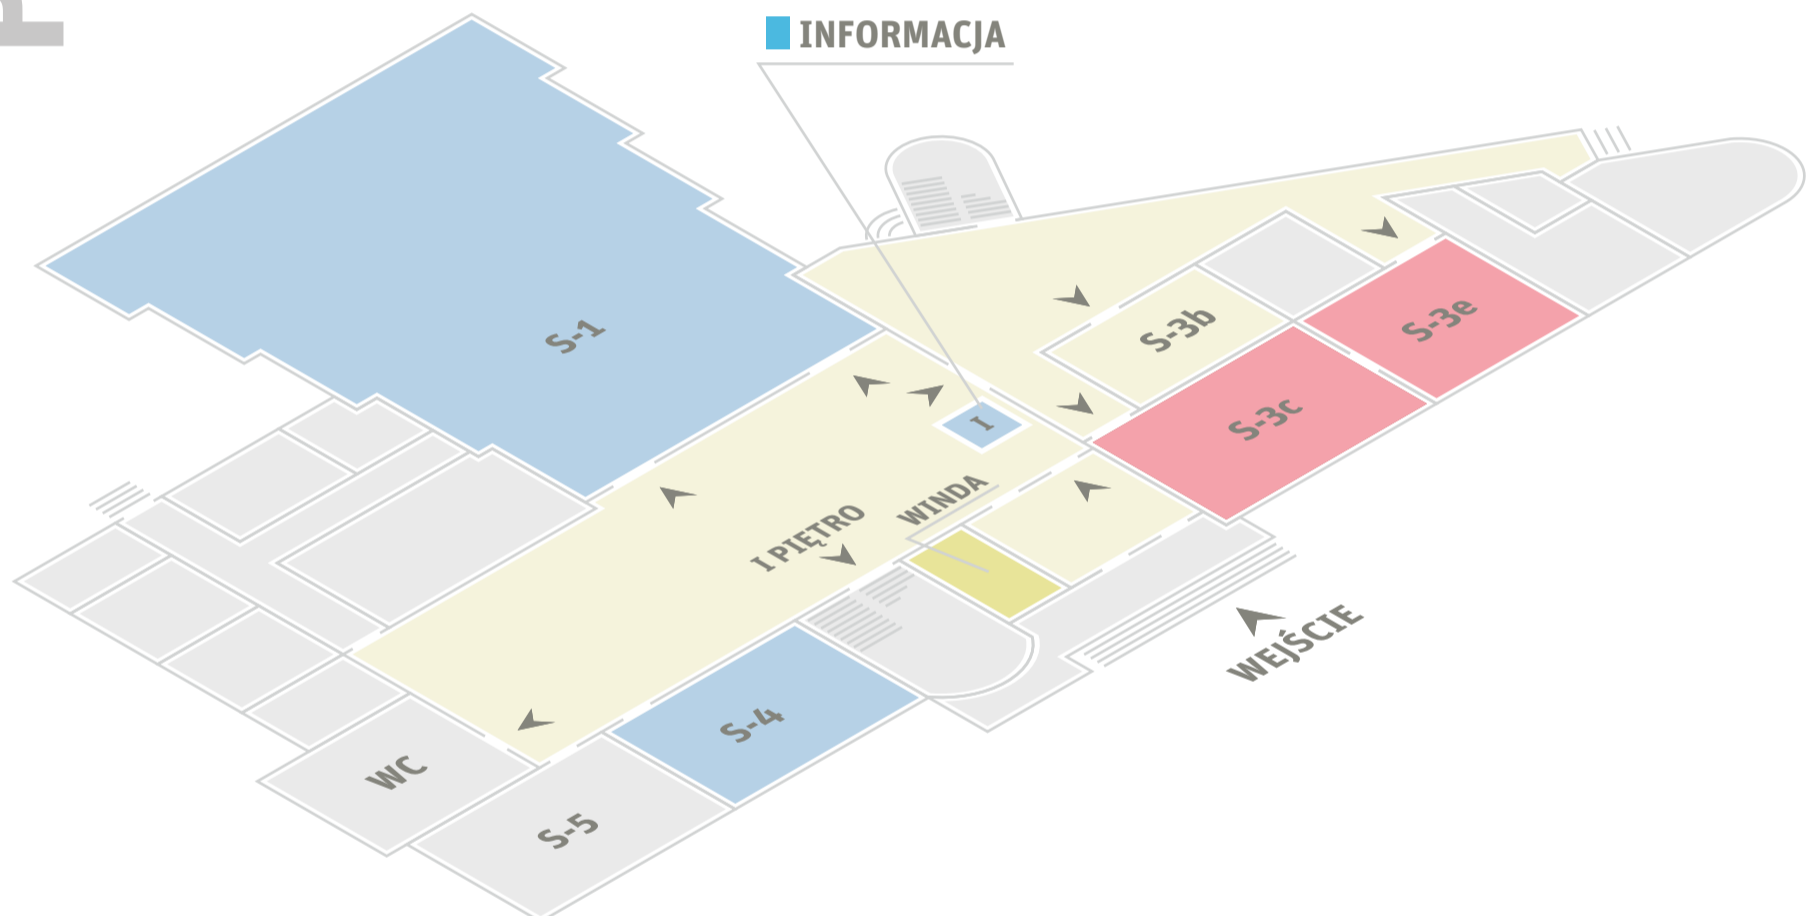 P
INFORMACJA
S-1
S-3b
S-3e
S-3c
I
WINDA
I PIĘTRO
WEJŚCIE
S-4
WC
S-5